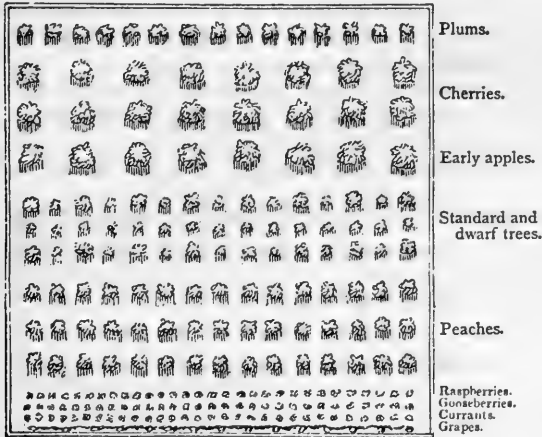 Plums.
Cherries.
Early apples.
Standard and
dwarf trees.
Peaches.
Raspberries.
Gooseberries.
Currants.
Grapes.